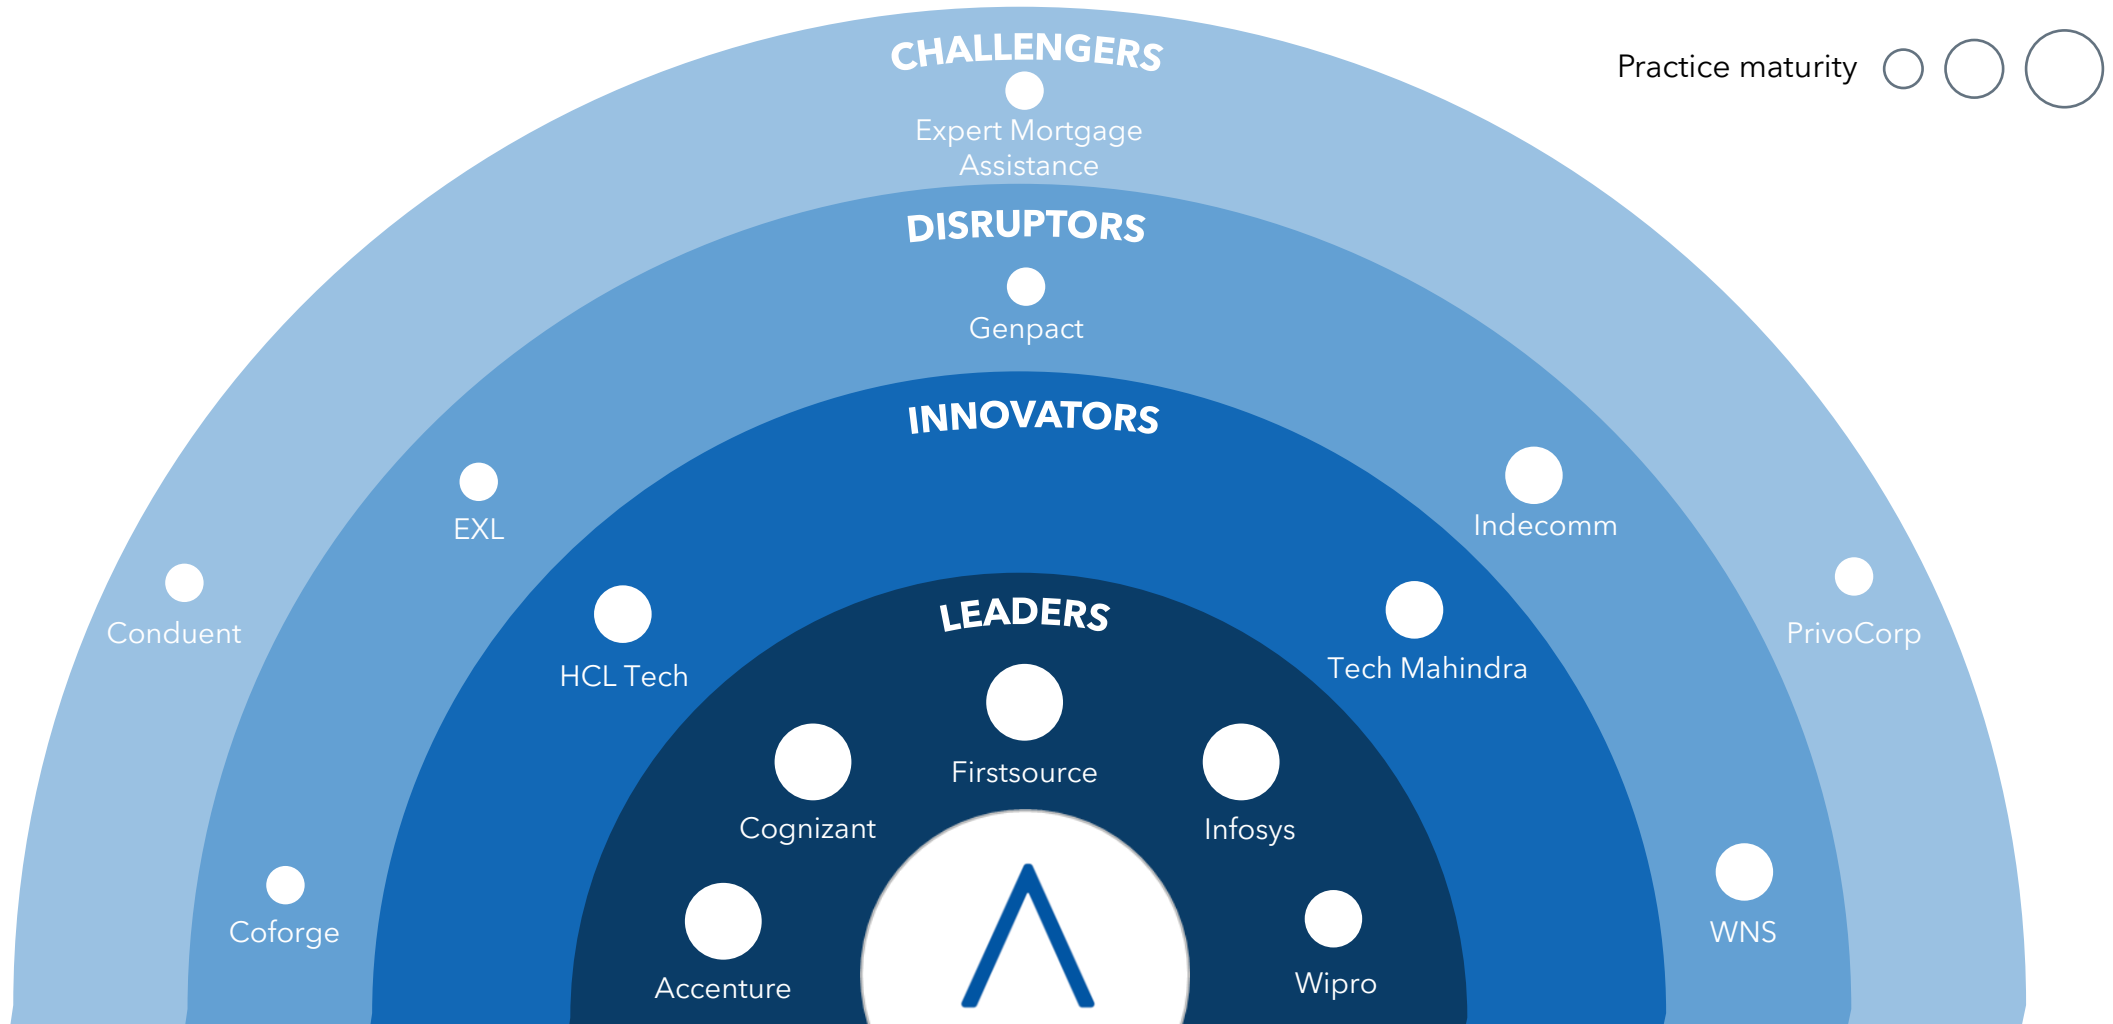 CHALLENGERS
Practice maturity
Expert Mortgage
Assistance
DISRUPTORS
Genpact
INNOVATORS
EXL
Indecomm
Conduent
PrivoCorp
LEADERS
HCL Tech
Tech Mahindra
Firstsource
Cognizant
Infosys
Coforge
WNS
Accenture
Wipro